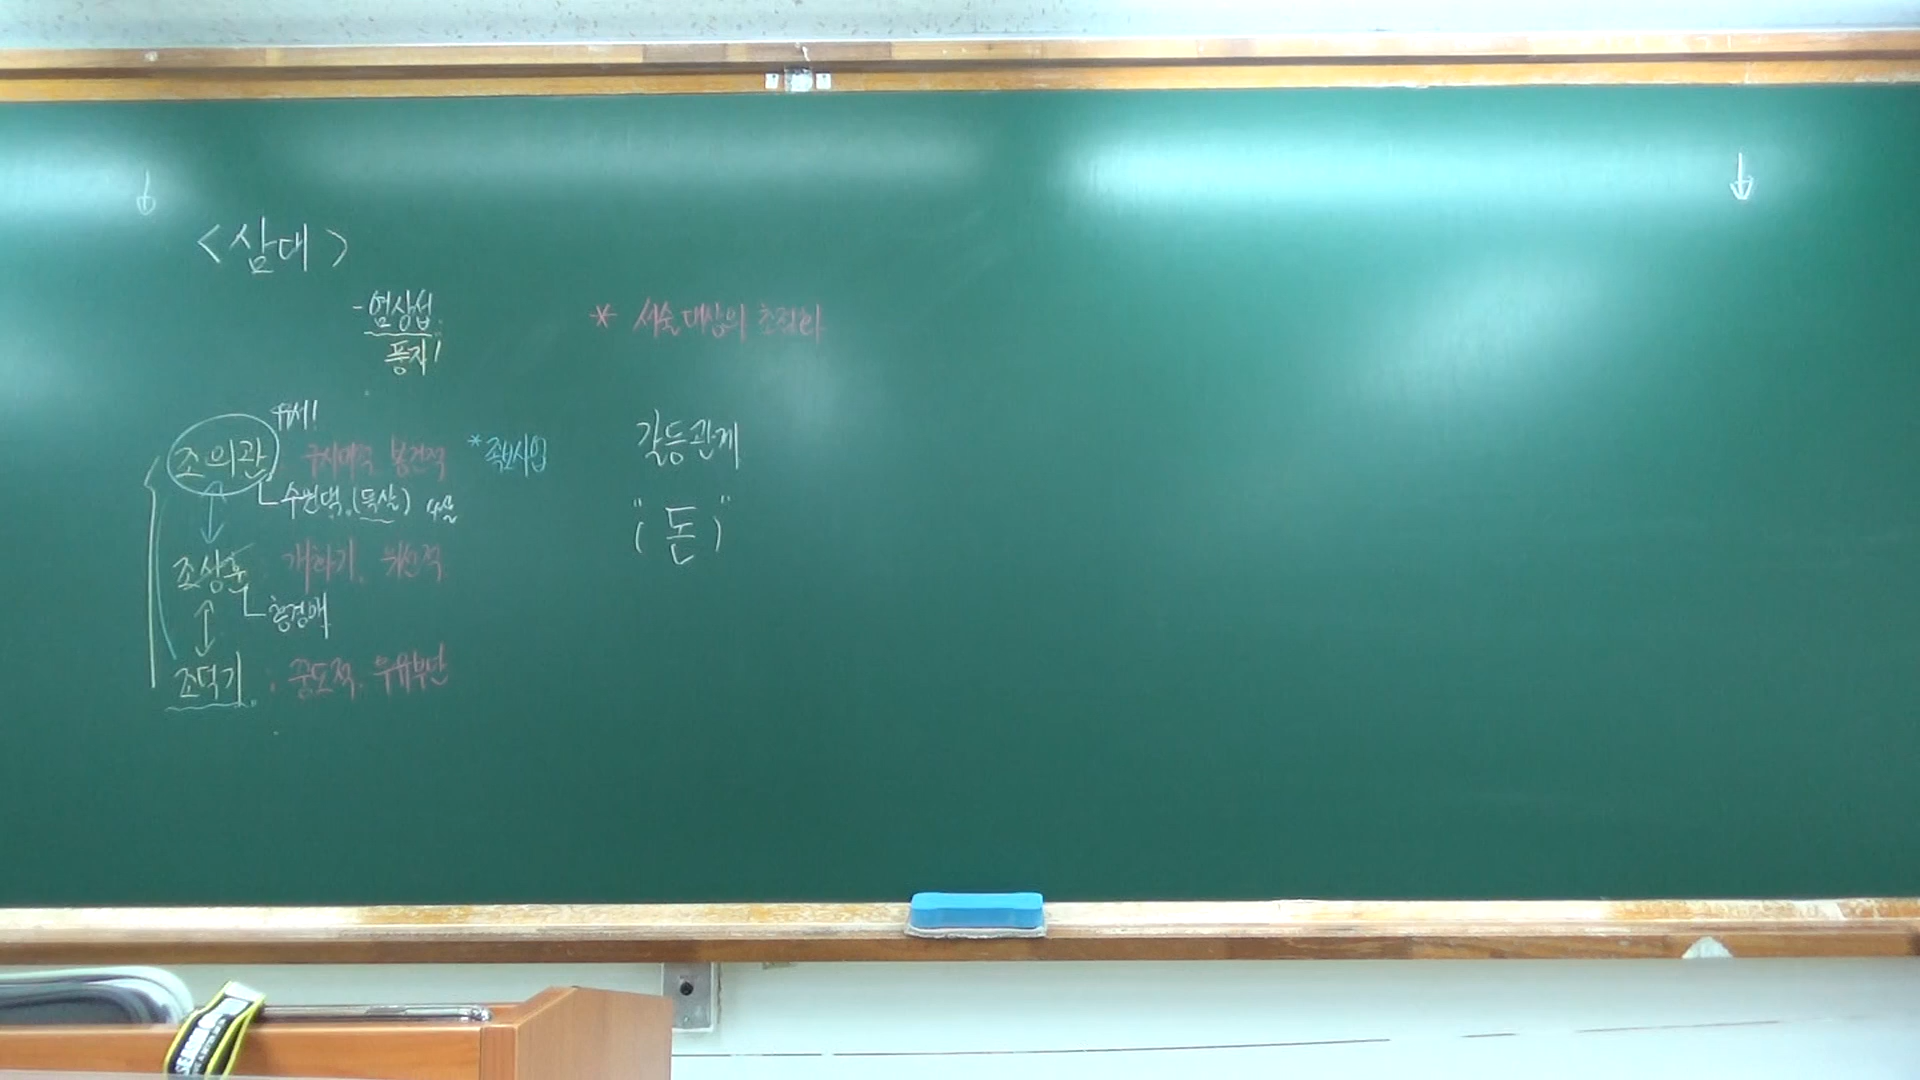 <삼대>
- 염상섭
풍자!
* 서술대상의 초점화
유서!
조의관 : 구시대적 봉건적
*족보사업
수원댁 (독살)
갈등관계
"(돈)"
조상훈 : 개화기, 위선적
홍경애
조덕기 : 중도적, 우유부단